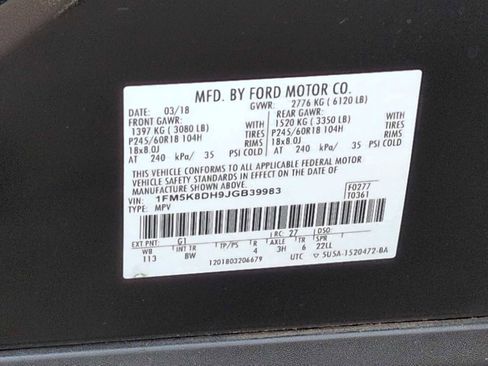 MFD. BY FORD MOTOR CO.
DATE: 03/18 GVWR: 2776 KG ( 6120 LB)
FRONT GAWR: REAR GAWR:
1397 KG ( 3080 LB) WITH 1520 KG ( 3350 LB) WITH
P245/60R18 104H TIRES P245/60R18 104H TIRES
18x8.0J RIMS 18x8.0J RIMS
AT 240 kPa/ 35 PSI COLD AT 240 kPa/ 35 PSI COLD
THIS VEHICLE CONFORMS TO ALL APPLICABLE FEDERAL MOTOR
VEHICLE SAFETY AND THEFT PREVENTION STANDARDS IN EFFECT ON THE DATE OF
MANUFACTURE SHOWN ABOVE.
VIN: 1FM5K8DH9JGB39983 F0277
TYPE: MPV T0361
EXT PNT: G1 RC: 27 DSO:
WB INT TR TP/PS R AXLE TR SPR
113 BW 4 3H 6 22LL
1201803206679 UTC ▽ 5U5A-1520472-BA